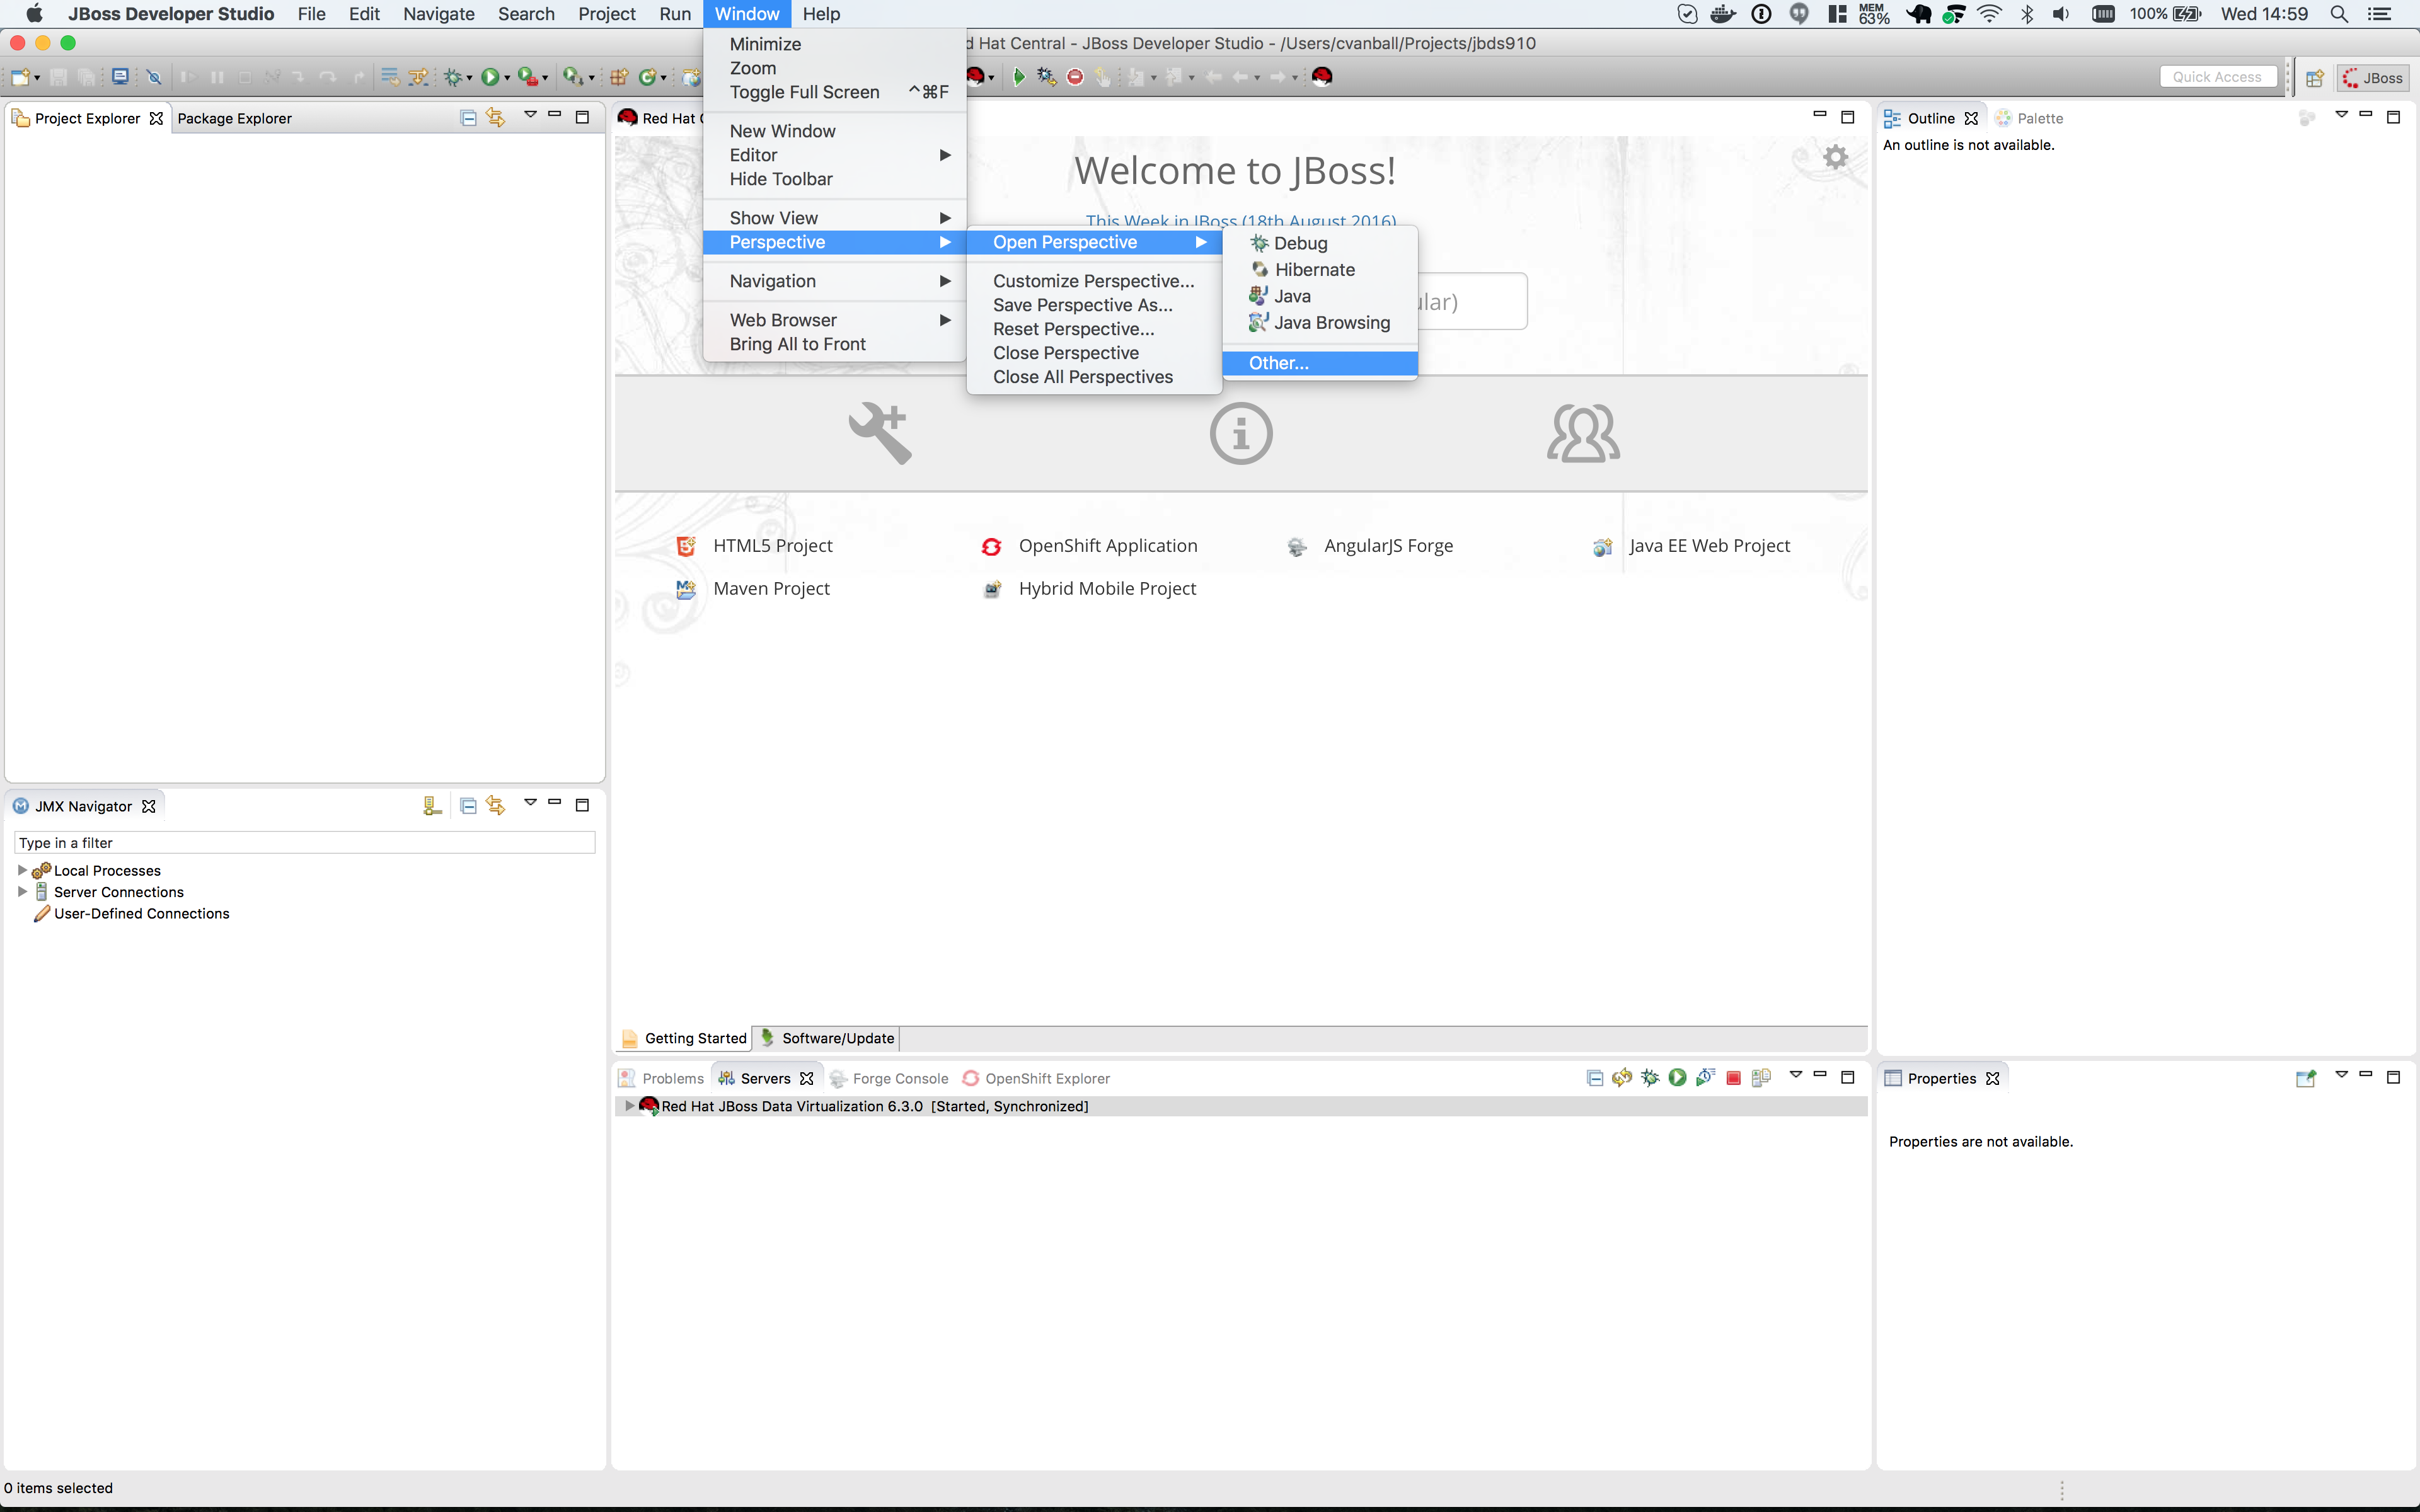 JBoss Developer Studio File Edit Navigate Search Project Run Window Help MEM 63% 100% Wed 14:59
d Hat Central - JBoss Developer Studio - /Users/cvanball/Projects/jbds910
Quick Access JBoss
Minimize
Zoom
Toggle Full Screen ^⌘F
New Window
Editor
Hide Toolbar
Show View
Perspective
Navigation
Web Browser
Bring All to Front
Open Perspective
Customize Perspective...
Save Perspective As...
Reset Perspective...
Close Perspective
Close All Perspectives
Debug
Hibernate
Java
Java Browsing
Other...
Project Explorer Package Explorer
Red Hat
Welcome to JBoss!
This Week in JBoss (18th August 2016)
HTML5 Project OpenShift Application AngularJS Forge Java EE Web Project
Maven Project Hybrid Mobile Project
Getting Started Software/Update
Outline Palette
An outline is not available.
JMX Navigator
Type in a filter
Local Processes
Server Connections
User-Defined Connections
Problems Servers Forge Console OpenShift Explorer
Red Hat JBoss Data Virtualization 6.3.0 [Started, Synchronized]
Properties
Properties are not available.
0 items selected